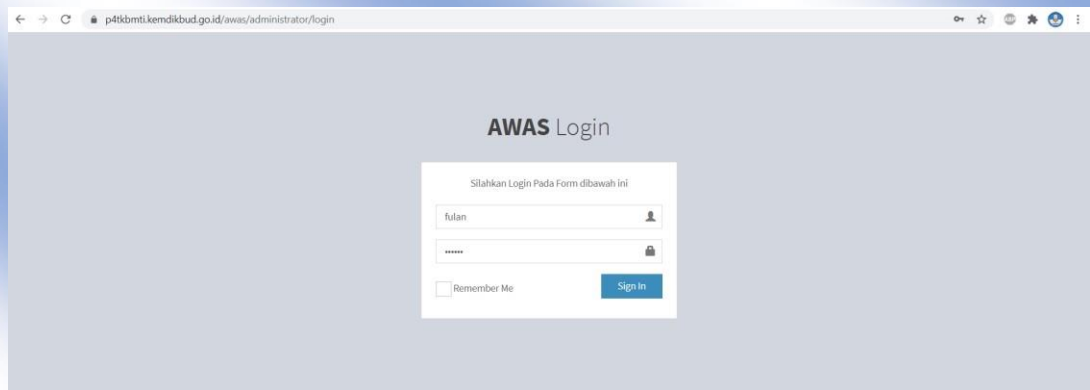 p4tkbmti.kemdikbud.go.id/awas/administrator/login
AWAS Login
Silahkan Login Pada Form dibawah ini
fulan
••••••
Remember Me
Sign In